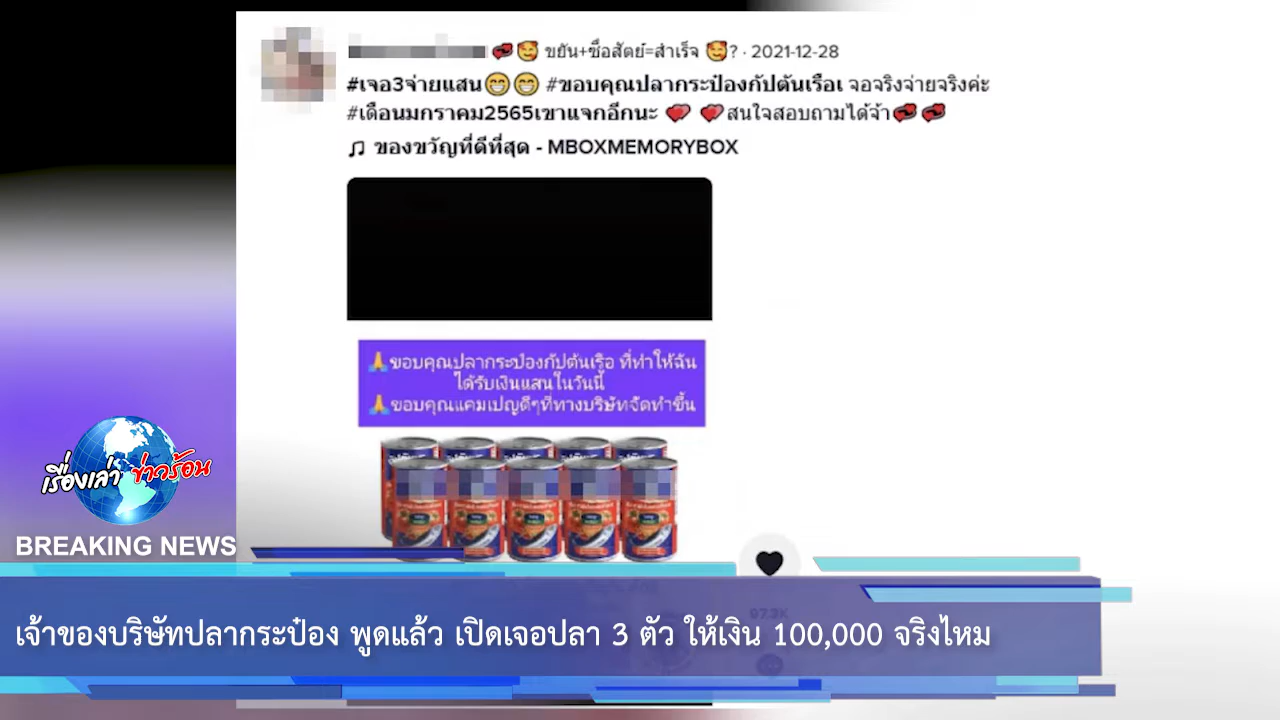 ขยัน+ซื่อสัตย์=สำเร็จ 🥰? · 2021-12-28
#เจอ3จ่ายแสน😁😁 #ขอบคุณปลากระป๋องกัปตันเรือเ จอจริงจ่ายจริงค่ะ
#เดือนมกราคม2565เขาแจกอีกนะ 💕 💕สนใจสอบถามได้จ้า💞💞
♫ ของขวัญที่ดีที่สุด - MBOXMEMORYBOX
🙏ขอบคุณปลากระป๋องกัปตันเรือ ที่ทำให้ฉัน
ได้รับเงินแสนในวันนี้
🙏ขอบคุณแคมเปญดีๆที่ทางบริษัทจัดทำขึ้น
เรื่องเล่า ข่าวร้อน
BREAKING NEWS
97.3K
เจ้าของบริษัทปลากระป๋อง พูดแล้ว เปิดเจอปลา 3 ตัว ให้เงิน 100,000 จริงไหม